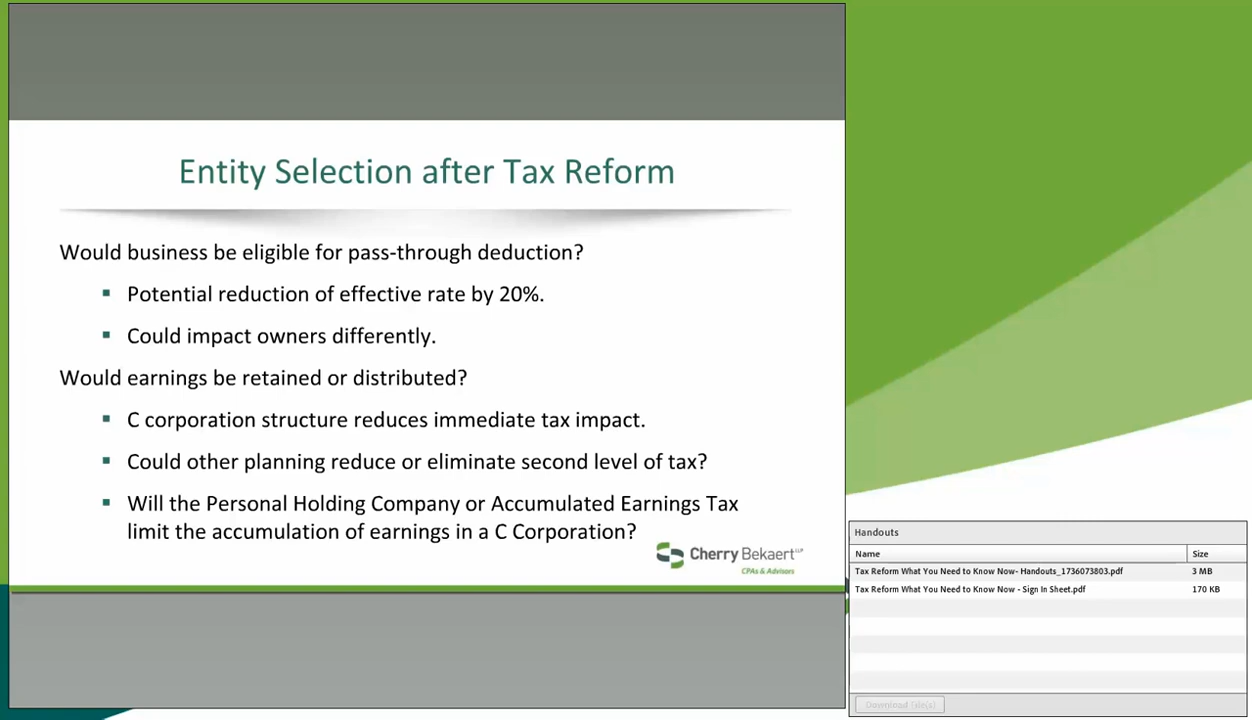 Entity Selection after Tax Reform
Would business be eligible for pass-through deduction?
▪ Potential reduction of effective rate by 20%.
▪ Could impact owners differently.
Would earnings be retained or distributed?
▪ C corporation structure reduces immediate tax impact.
▪ Could other planning reduce or eliminate second level of tax?
▪ Will the Personal Holding Company or Accumulated Earnings Tax
limit the accumulation of earnings in a C Corporation?
Cherry Bekaert LLP
CPAs & Advisors
Handouts
Name Size
Tax Reform What You Need to Know Now- Handouts_1736073803.pdf 3 MB
Tax Reform What You Need to Know Now - Sign In Sheet.pdf 170 KB
Download File(s)